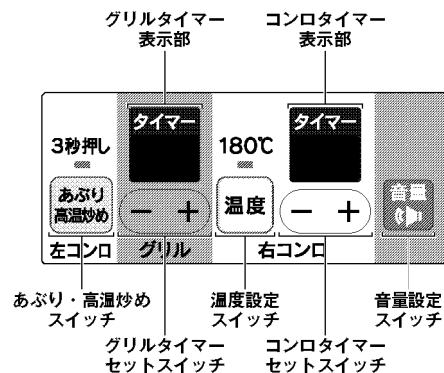 グリルタイマー
表示部
コンロタイマー
表示部
タイマー
タイマー
3秒押し
180℃
あぶり
高温炒め
− +
温度
− +
音量
左コンロ
グリル
右コンロ
あぶり・高温炒め
スイッチ
温度設定
スイッチ
音量設定
スイッチ
グリルタイマー
セットスイッチ
コンロタイマー
セットスイッチ